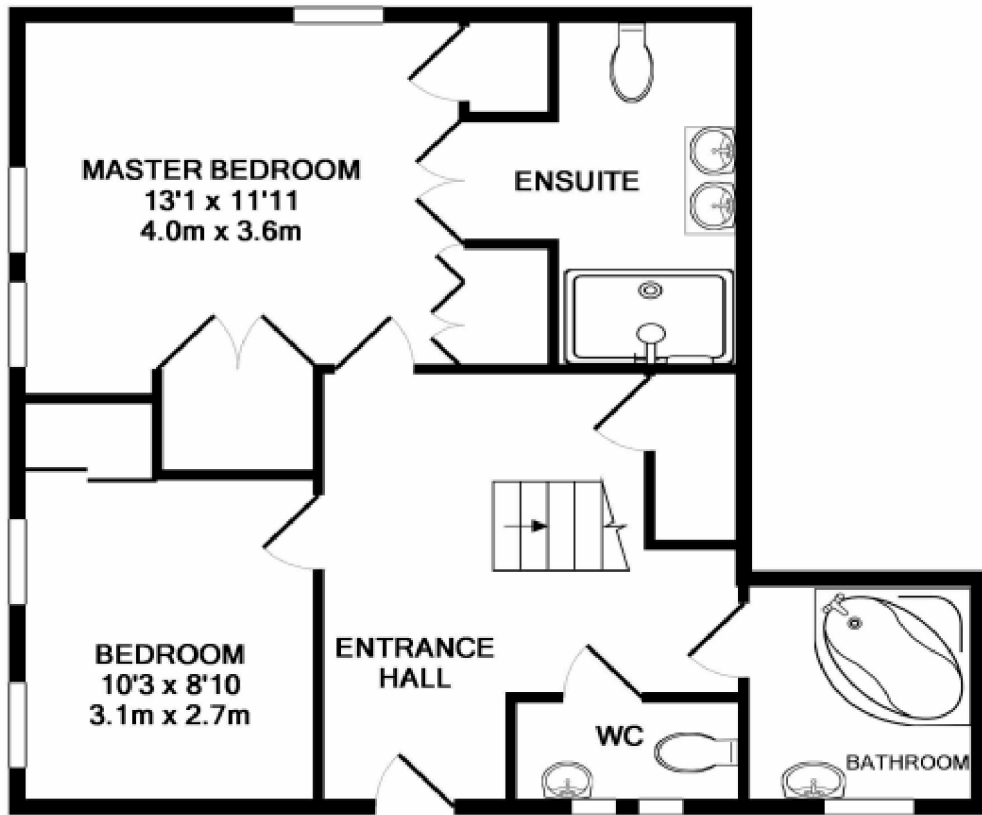 MASTER BEDROOM
13'1 x 11'11
4.0m x 3.6m
ENSUITE
BEDROOM
10'3 x 8'10
3.1m x 2.7m
ENTRANCE
HALL
WC
BATHROOM